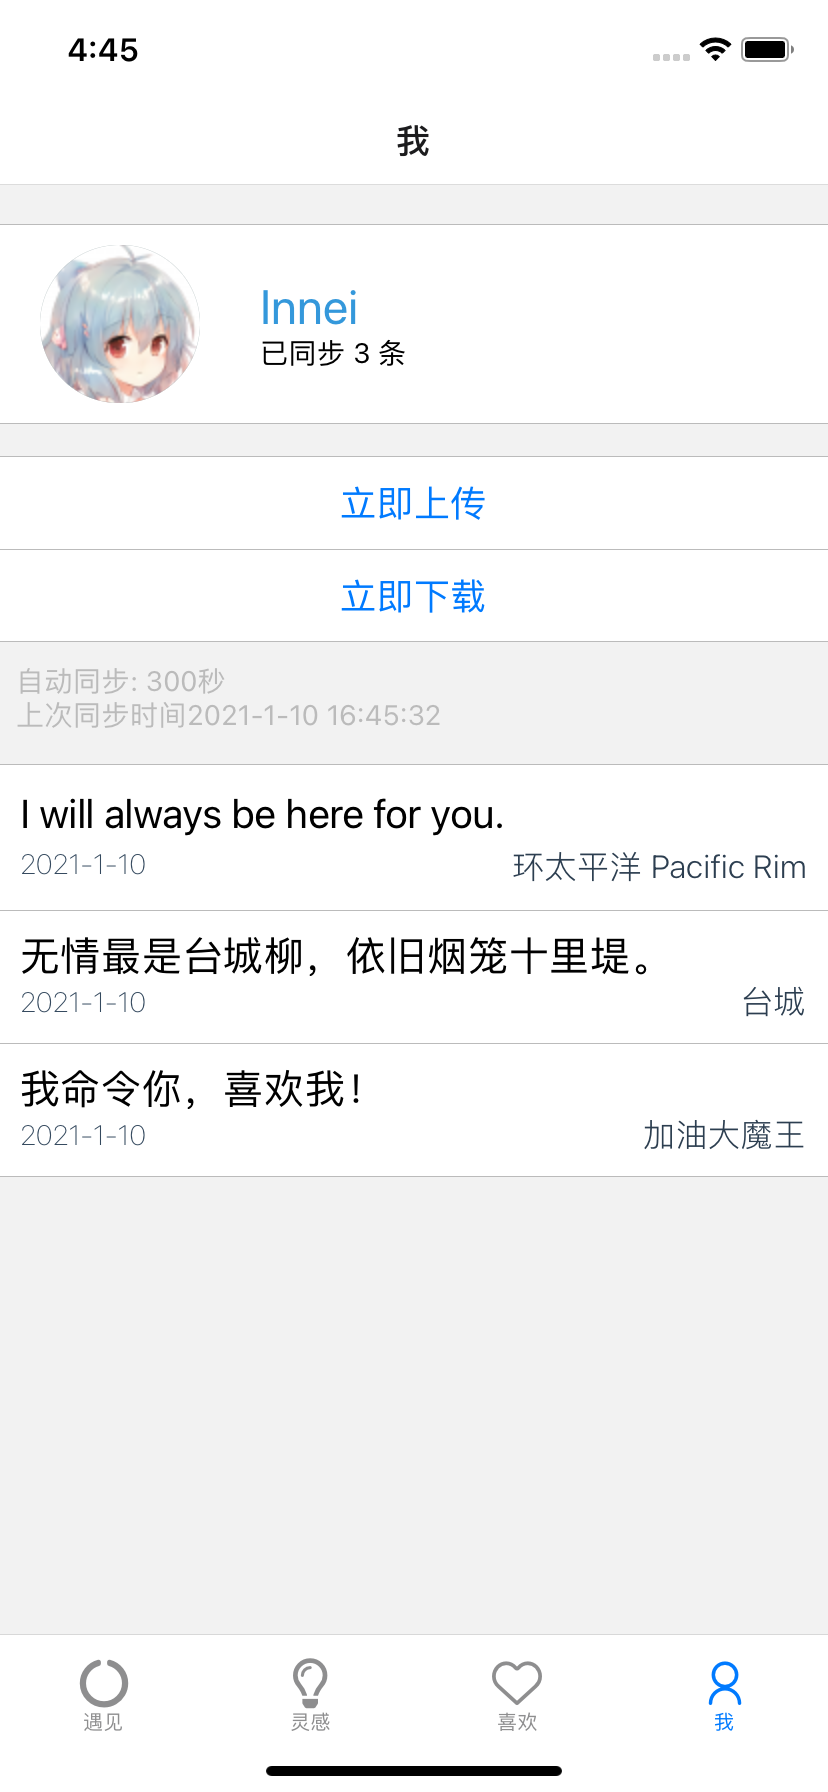 4:45
我
Innei
已同步 3 条
立即上传
立即下载
自动同步: 300秒
上次同步时间2021-1-10 16:45:32
I will always be here for you.
2021-1-10
环太平洋 Pacific Rim
无情最是台城柳，依旧烟笼十里堤。
2021-1-10
台城
我命令你，喜欢我！
2021-1-10
加油大魔王
遇见
灵感
喜欢
我